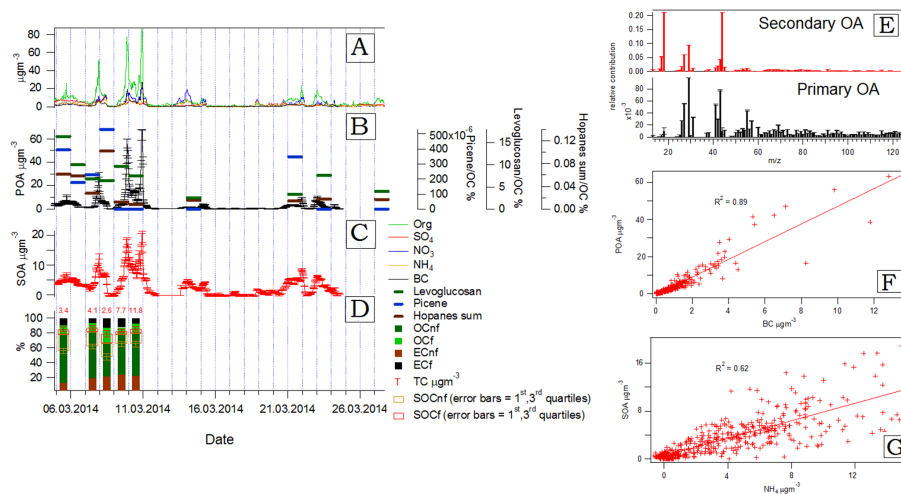 A
µgm⁻³
80
60
40
20
0
B
POA µgm⁻³
60
40
20
0
500x10⁻⁶
400
300
200
100
0
Picene/OC %
15
10
5
0
Levoglucosan/OC %
0.12
0.08
0.04
0.00
Hopanes sum/OC %
C
SOA µgm⁻³
20
10
0
Org
SO₄
NO₃
NH₄
BC
Levoglucosan
Picene
Hopanes sum
OCnf
OCf
ECnf
ECf
TC µgm⁻³
SOCnf (error bars = 1ˢᵗ,3ʳᵈ quartiles)
SOCf (error bars = 1ˢᵗ,3ʳᵈ quartiles)
D
3.4 4.1 2.6 7.7 11.8
%
100
80
60
40
20
06.03.2014 11.03.2014 16.03.2014 21.03.2014 26.03.2014
Date
E
Secondary OA
0.20
0.15
0.10
0.05
0.00
relative contribution
Primary OA
x10⁻³
80
60
40
20
0
20 40 60 80 100 120
m/z
F
R² = 0.89
POA µgm⁻³
60
40
20
0
0 2 4 6 8 10 12 14
BC µgm⁻³
G
R² = 0.62
SOA µgm⁻³
16
8
0
0 4 8 12
NH₄ µgm⁻³